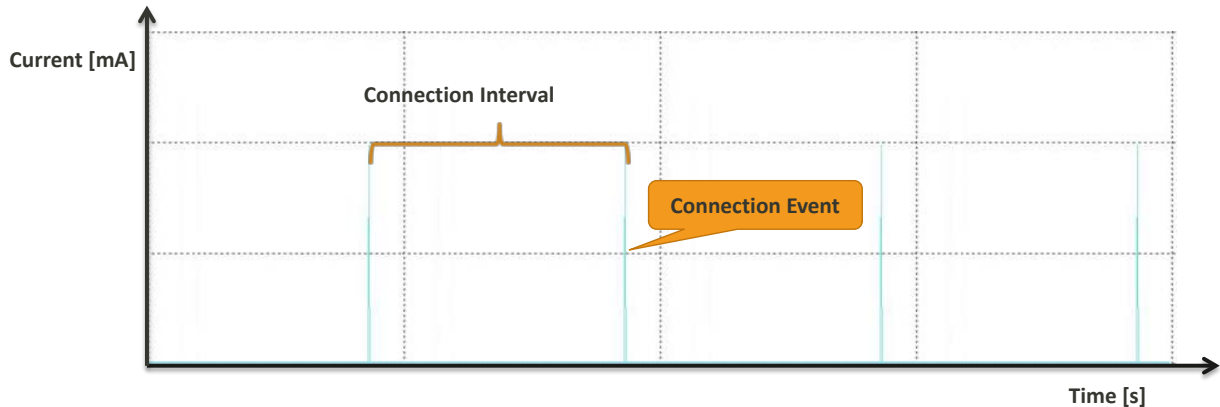 Current [mA]
Connection Interval
Connection Event
Time [s]